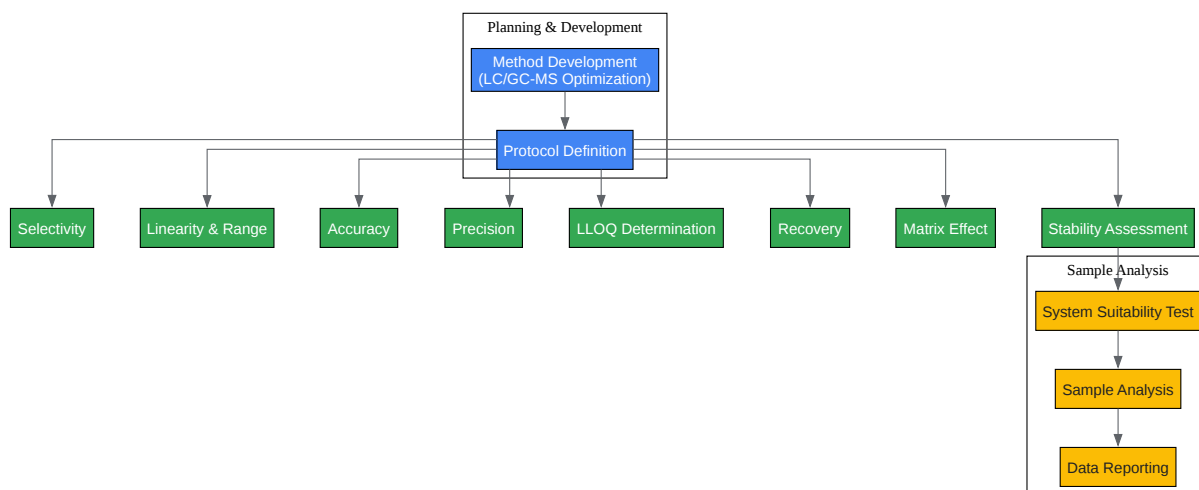 Planning & Development
Method Development
(LC/GC-MS Optimization)
Protocol Definition
Selectivity
Linearity & Range
Accuracy
Precision
LLOQ Determination
Recovery
Matrix Effect
Stability Assessment
Sample Analysis
System Suitability Test
Sample Analysis
Data Reporting